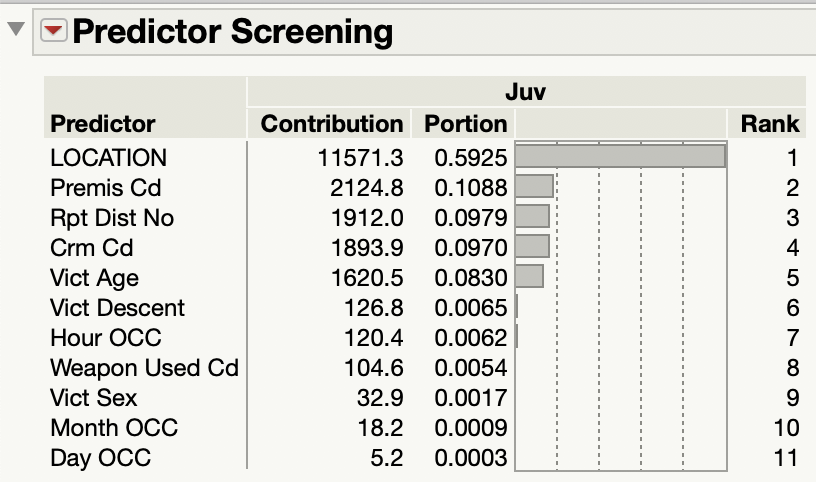 Predictor Screening
Juv
Predictor Contribution Portion Rank
LOCATION 11571.3 0.5925 1
Premis Cd 2124.8 0.1088 2
Rpt Dist No 1912.0 0.0979 3
Crm Cd 1893.9 0.0970 4
Vict Age 1620.5 0.0830 5
Vict Descent 126.8 0.0065 6
Hour OCC 120.4 0.0062 7
Weapon Used Cd 104.6 0.0054 8
Vict Sex 32.9 0.0017 9
Month OCC 18.2 0.0009 10
Day OCC 5.2 0.0003 11